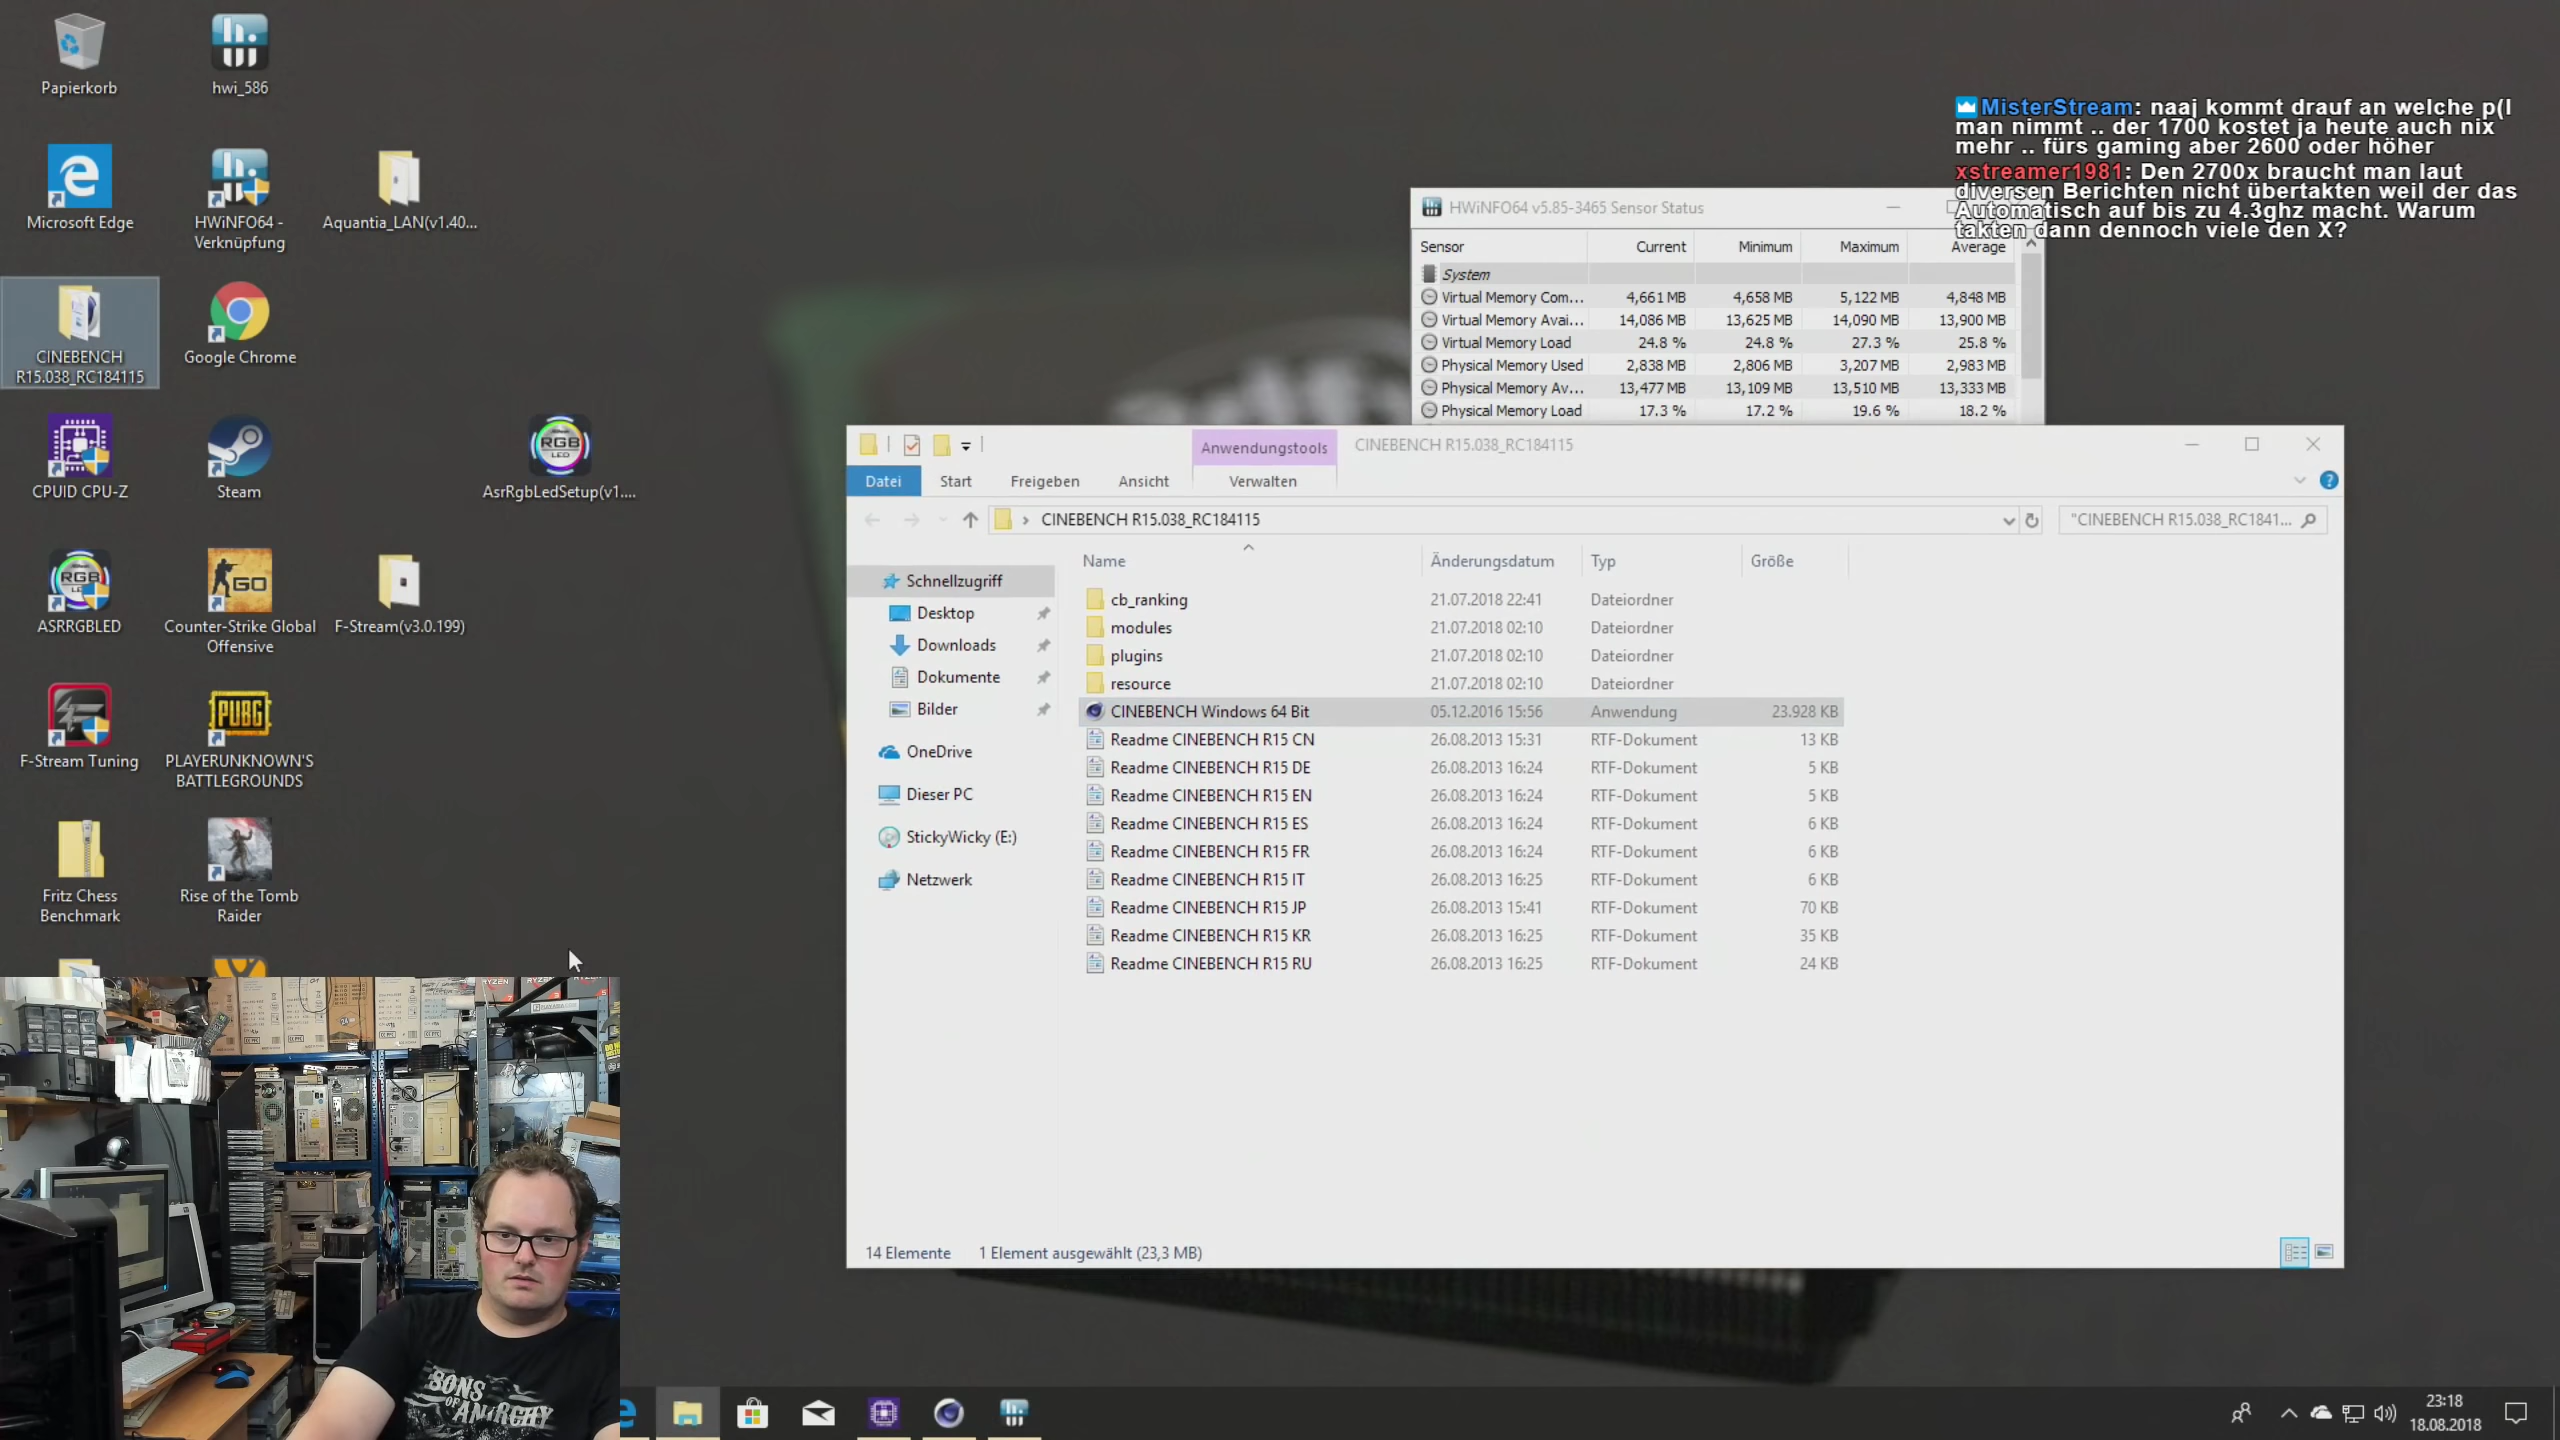 Papierkorb
hwi_586
Microsoft Edge
HWiNFO64 -
Verknüpfung
Aquantia_LAN(v1.40...
CINEBENCH
R15.038_RC184115
Google Chrome
CPUID CPU-Z
Steam
RGB
LED
AsrRgbLedSetup(v1....
RGB
ASRRGBLED
GO
Counter-Strike Global
Offensive
F-Stream(v3.0.199)
F-Stream Tuning
PUBG
PLAYERUNKNOWN'S
BATTLEGROUNDS
Fritz Chess
Benchmark
Rise of the Tomb
Raider
MisterStream: naaj kommt drauf an welche p(l
man nimmt .. der 1700 kostet ja heute auch nix
mehr .. fürs gaming aber 2600 oder höher
xstreamer1981: Den 2700x braucht man laut
diversen Berichten nicht übertakten weil der das
Automatisch auf bis zu 4.3ghz macht. Warum
takten dann dennoch viele den X?
HWiNFO64 v5.85-3465 Sensor Status
Sensor Current Minimum Maximum Average
System
Virtual Memory Com... 4,661 MB 4,658 MB 5,122 MB 4,848 MB
Virtual Memory Avai... 14,086 MB 13,625 MB 14,090 MB 13,900 MB
Virtual Memory Load 24.8 % 24.8 % 27.3 % 25.8 %
Physical Memory Used 2,838 MB 2,806 MB 3,207 MB 2,983 MB
Physical Memory Av... 13,477 MB 13,109 MB 13,510 MB 13,333 MB
Physical Memory Load 17.3 % 17.2 % 19.6 % 18.2 %
Anwendungstools CINEBENCH R15.038_RC184115
Datei Start Freigeben Ansicht Verwalten
CINEBENCH R15.038_RC184115
"CINEBENCH R15.038_RC1841...
Schnellzugriff
Desktop
Downloads
Dokumente
Bilder
OneDrive
Dieser PC
StickyWicky (E:)
Netzwerk
Name Änderungsdatum Typ Größe
cb_ranking 21.07.2018 22:41 Dateiordner
modules 21.07.2018 02:10 Dateiordner
plugins 21.07.2018 02:10 Dateiordner
resource 21.07.2018 02:10 Dateiordner
CINEBENCH Windows 64 Bit 05.12.2016 15:56 Anwendung 23.928 KB
Readme CINEBENCH R15 CN 26.08.2013 15:31 RTF-Dokument 13 KB
Readme CINEBENCH R15 DE 26.08.2013 16:24 RTF-Dokument 5 KB
Readme CINEBENCH R15 EN 26.08.2013 16:24 RTF-Dokument 5 KB
Readme CINEBENCH R15 ES 26.08.2013 16:24 RTF-Dokument 6 KB
Readme CINEBENCH R15 FR 26.08.2013 16:24 RTF-Dokument 6 KB
Readme CINEBENCH R15 IT 26.08.2013 16:25 RTF-Dokument 6 KB
Readme CINEBENCH R15 JP 26.08.2013 15:41 RTF-Dokument 70 KB
Readme CINEBENCH R15 KR 26.08.2013 16:25 RTF-Dokument 35 KB
Readme CINEBENCH R15 RU 26.08.2013 16:25 RTF-Dokument 24 KB
14 Elemente 1 Element ausgewählt (23,3 MB)
RYZEN
SONS
OF ANARCHY
23:18
18.08.2018